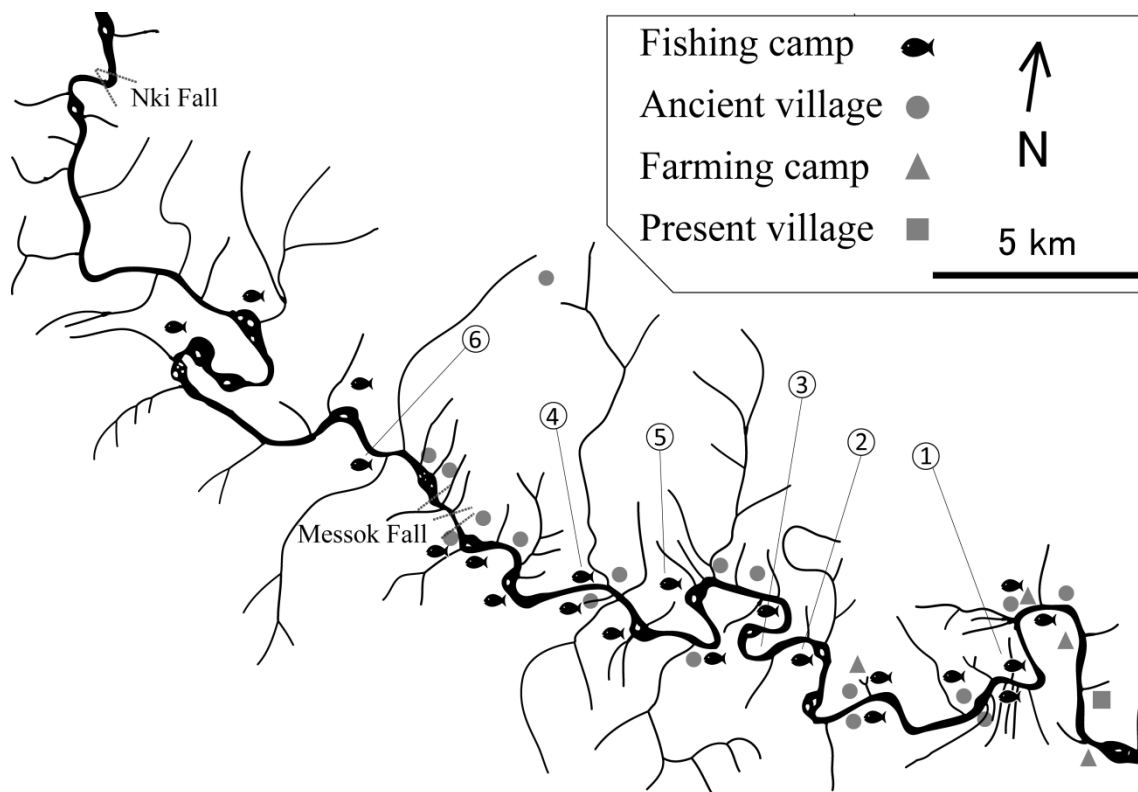 Fishing camp
Ancient village
Farming camp
Present village
N
5 km
Nki Fall
⑥
③
④
⑤
②
①
Messok Fall